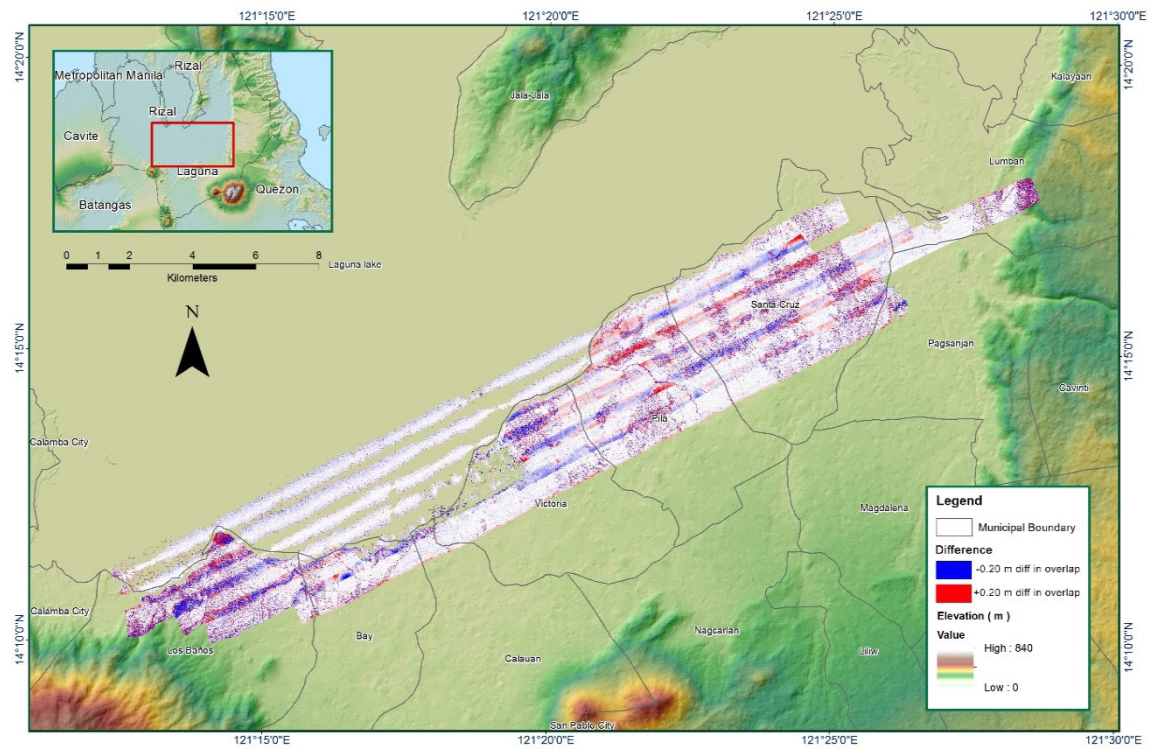 121°15'0"E
121°20'0"E
121°25'0"E
121°30'0"E
14°20'0"N
14°20'0"N
Rizal
Metropolitan Manila
Rizal
Cavite
Laguna
Quezon
Batangas
Jala-Jala
Kalayaan
Lumban
0 1 2 4 6 8
Kilometers
Laguna lake
N
Santa Cruz
14°15'0"N
14°15'0"N
Pagsanjan
Cavinti
Pila
Calamba City
Victoria
Magdalena
Legend
Municipal Boundary
Difference
-0.20 m diff in overlap
+0.20 m diff in overlap
Elevation ( m )
Value
High : 840
Low : 0
Calamba City
14°10'0"N
14°10'0"N
Los Baños
Bay
Calauan
Nagcarlan
Liliw
San Pablo City
121°15'0"E
121°20'0"E
121°25'0"E
121°30'0"E